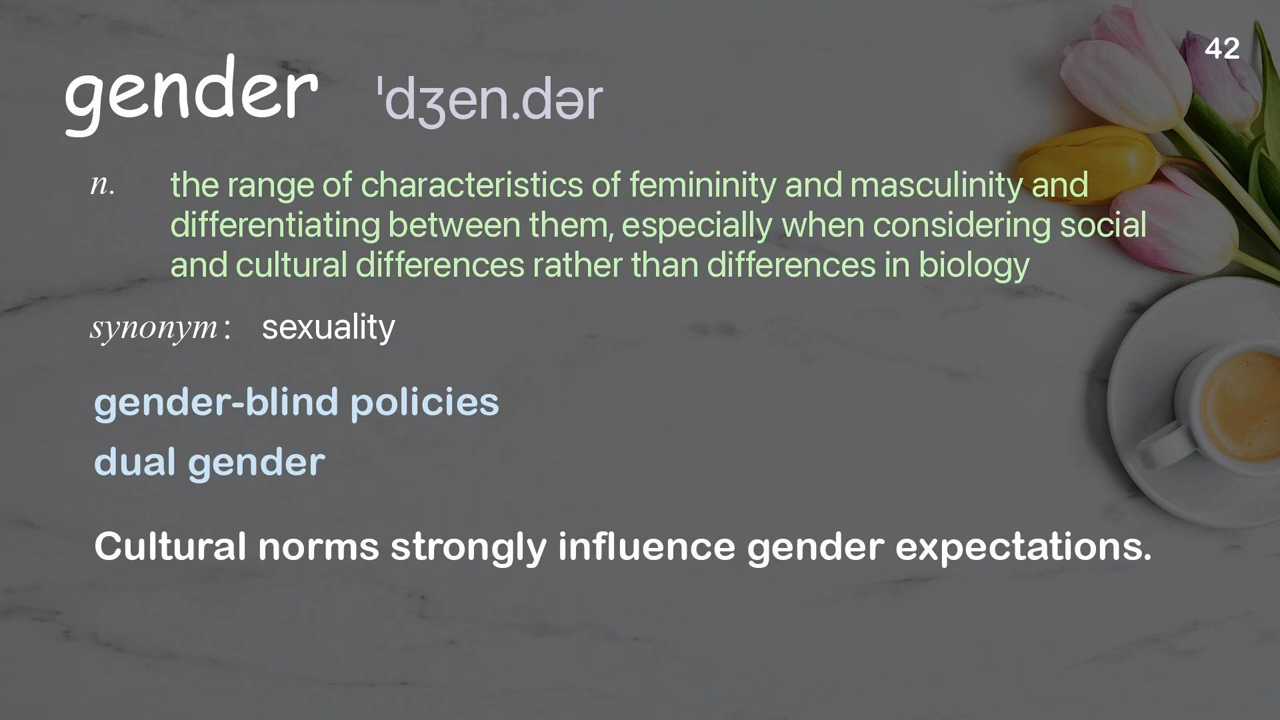 42
gender ˈdʒen.dər
n. the range of characteristics of femininity and masculinity and
differentiating between them, especially when considering social
and cultural differences rather than differences in biology
synonym: sexuality
gender-blind policies
dual gender
Cultural norms strongly influence gender expectations.